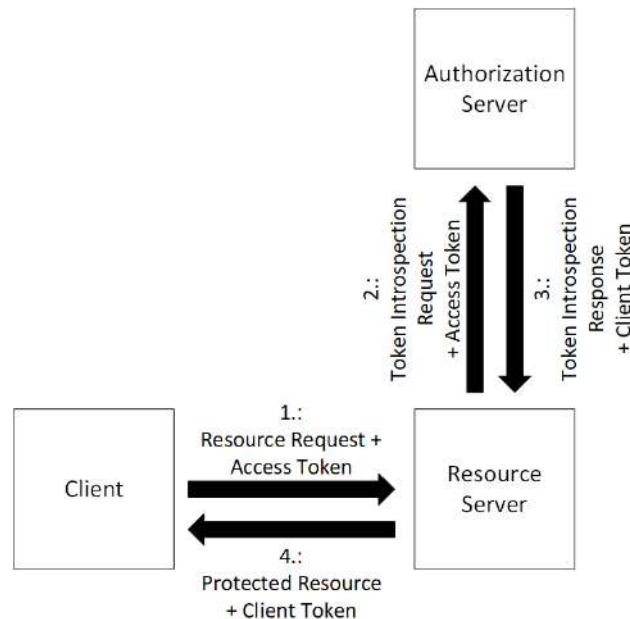 Authorization
Server
2.:
Token Introspection
Request
+ Access Token
3.:
Token Introspection
Response
+ Client Token
1.:
Resource Request +
Access Token
Client
Resource
Server
4.:
Protected Resource
+ Client Token